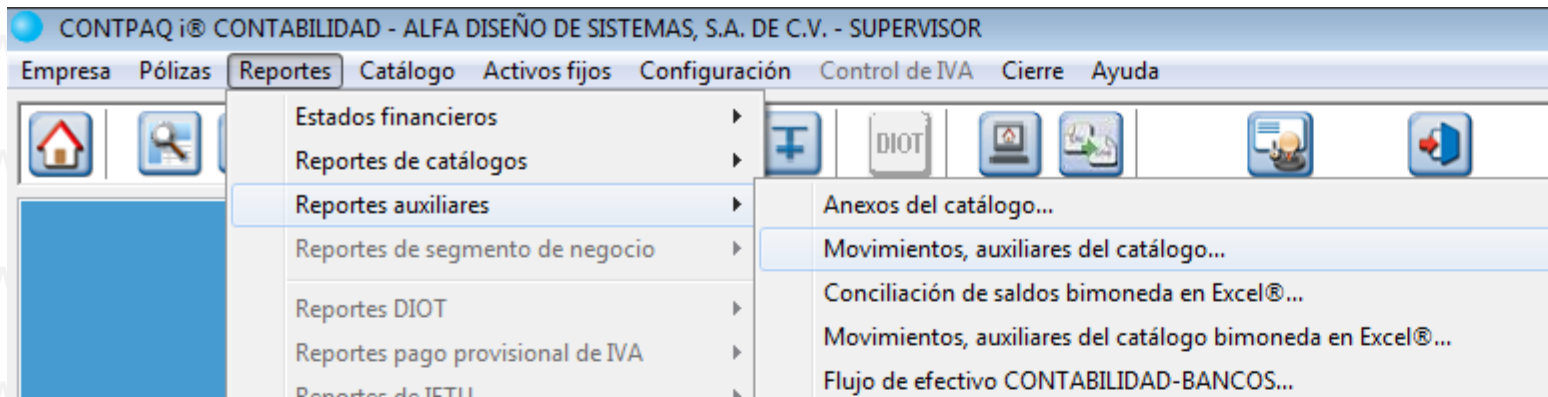 CONTPAQ i® CONTABILIDAD - ALFA DISEÑO DE SISTEMAS, S.A. DE C.V. - SUPERVISOR
Empresa Pólizas Reportes Catálogo Activos fijos Configuración Control de IVA Cierre Ayuda
DIOT
Estados financieros
Reportes de catálogos
Reportes auxiliares
Reportes de segmento de negocio
Reportes DIOT
Reportes pago provisional de IVA
Reportes de IETU
Anexos del catálogo...
Movimientos, auxiliares del catálogo...
Conciliación de saldos bimoneda en Excel®...
Movimientos, auxiliares del catálogo bimoneda en Excel®...
Flujo de efectivo CONTABILIDAD-BANCOS...